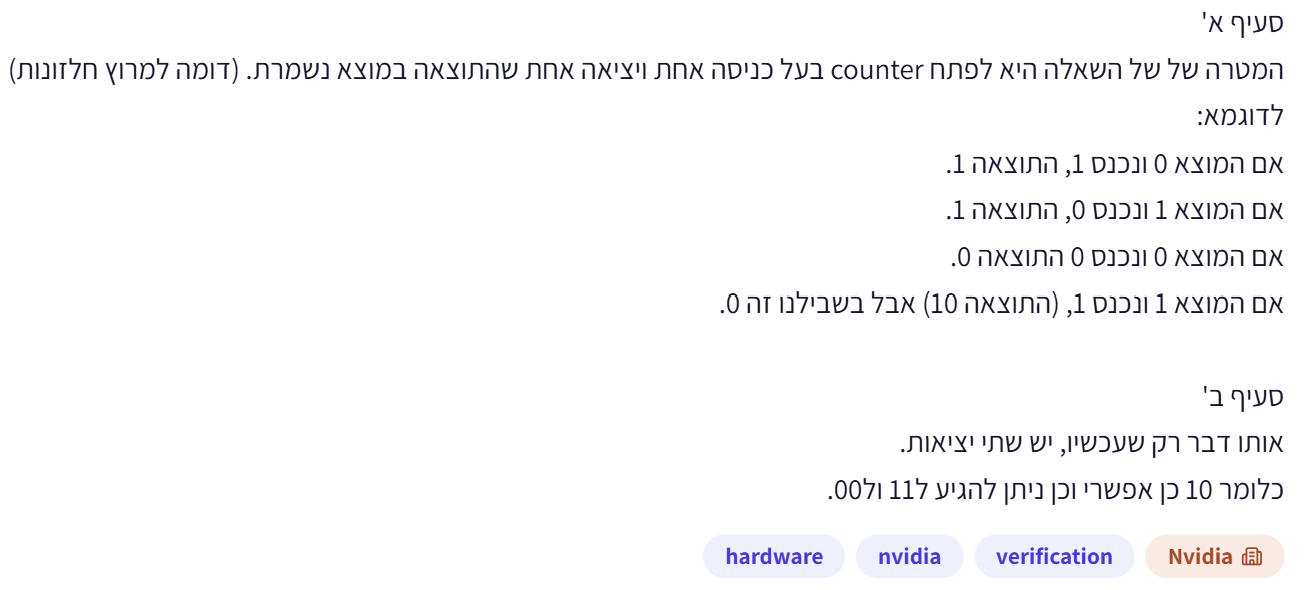 סעיף א'
המטרה של של השאלה היא לפתח counter בעל כניסה אחת ויציאה אחת שהתוצאה במוצא נשמרת. (דומה למרוץ חלזונות)
לדוגמא:
אם המוצא 0 ונכנס 1, התוצאה 1.
אם המוצא 1 ונכנס 0, התוצאה 1.
אם המוצא 0 ונכנס 0 התוצאה 0.
אם המוצא 1 ונכנס 1, (התוצאה 10) אבל בשבילנו זה 0.
סעיף ב'
אותו דבר רק שעכשיו, יש שתי יציאות.
כלומר 10 כן אפשרי וכן ניתן להגיע ל11 ול00.
Nvidia verification nvidia hardware